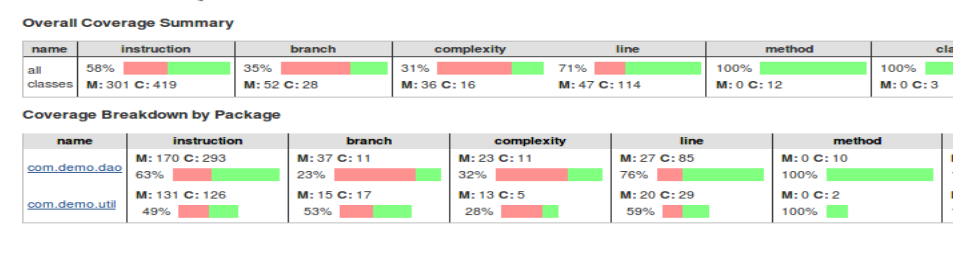 Overall Coverage Summary
name instruction branch complexity line method
all classes 58% M: 301 C: 419 35% M: 52 C: 28 31% M: 36 C: 16 71% M: 47 C: 114 100% M: 0 C: 12 100% M: 0 C: 3
Coverage Breakdown by Package
name instruction branch complexity line method
com.demo.dao M: 170 C: 293 63% M: 37 C: 11 23% M: 23 C: 11 32% M: 27 C: 85 76% M: 0 C: 10 100%
com.demo.util M: 131 C: 126 49% M: 15 C: 17 53% M: 13 C: 5 28% M: 20 C: 29 59% M: 0 C: 2 100%